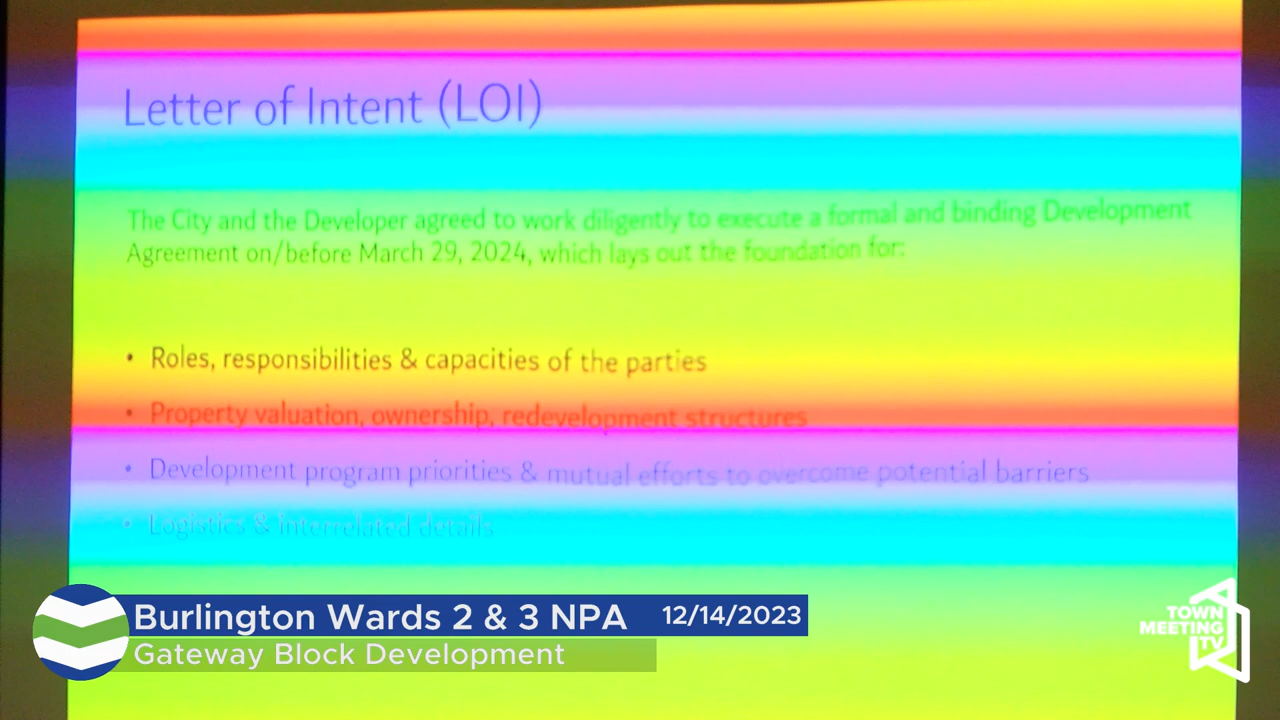 Letter of Intent (LOI)
The City and the Developer agreed to work diligently to execute a formal and binding Development
Agreement on/before March 29, 2024, which lays out the foundation for:
• Roles, responsibilities & capacities of the parties
• Property valuation, ownership, redevelopment structures
• Development program priorities & mutual efforts to overcome potential barriers
• Logistics & interrelated details
Burlington Wards 2 & 3 NPA 12/14/2023
Gateway Block Development
TOWN
MEETING
TV